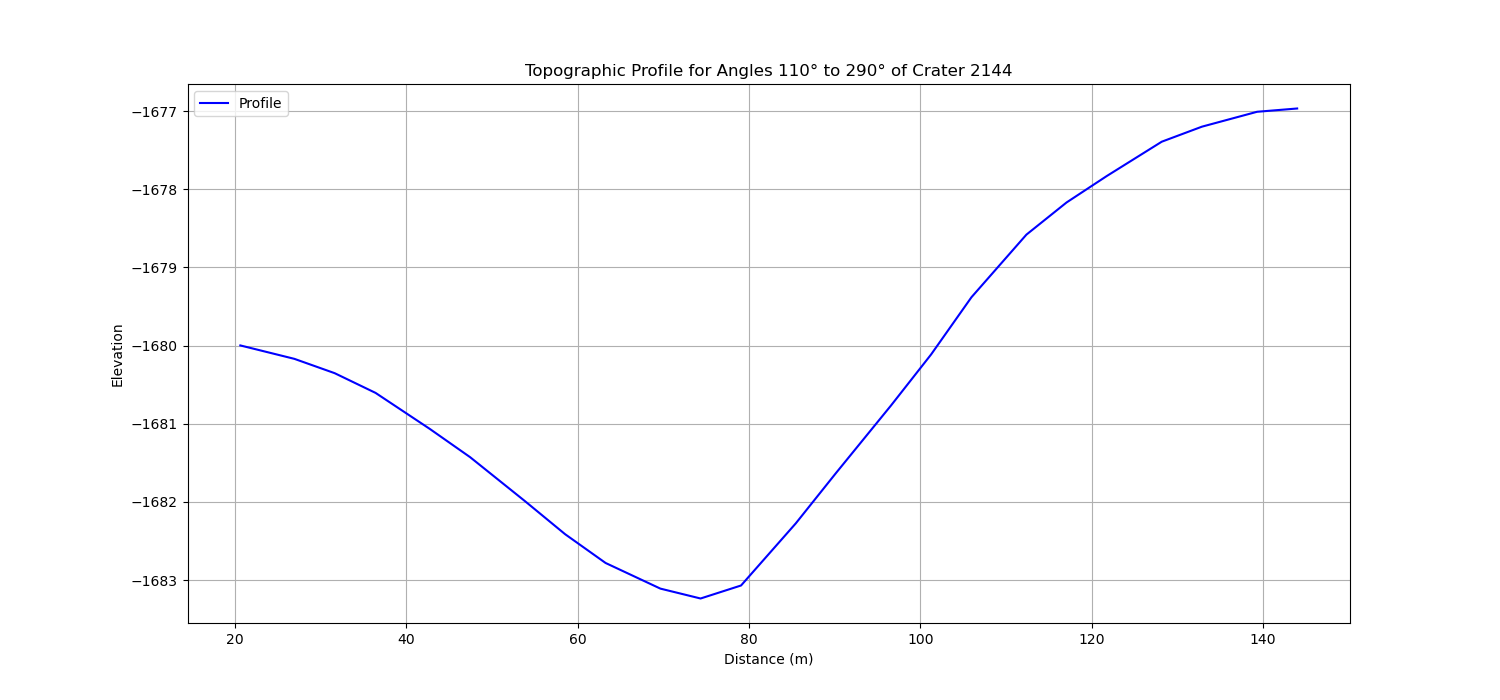 Topographic Profile for Angles 110° to 290° of Crater 2144
Profile
−1677
−1678
−1679
−1680
−1681
−1682
−1683
Elevation
20 40 60 80 100 120 140
Distance (m)